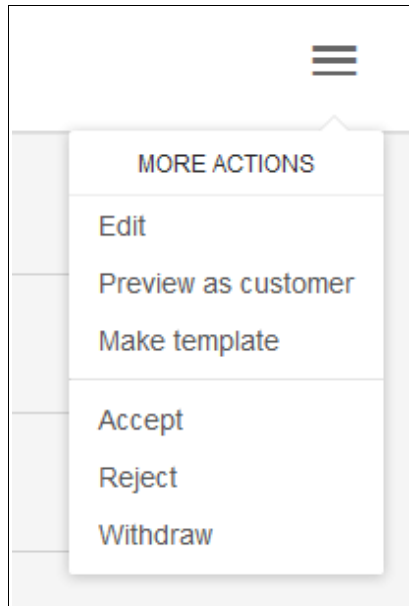 MORE ACTIONS
Edit
Preview as customer
Make template
Accept
Reject
Withdraw